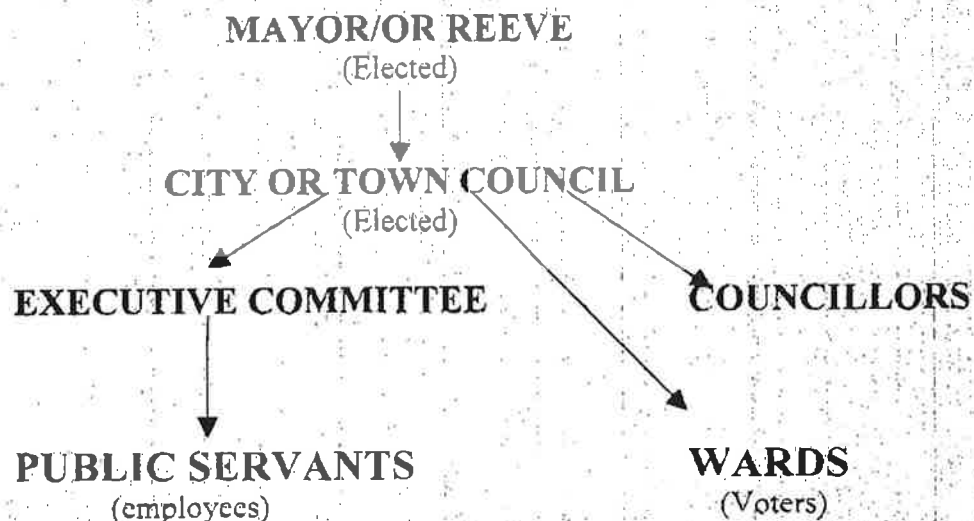 MAYOR/OR REEVE
(Elected)
CITY OR TOWN COUNCIL
(Elected)
EXECUTIVE COMMITTEE
COUNCILLORS
PUBLIC SERVANTS
(employees)
WARDS
(Voters)